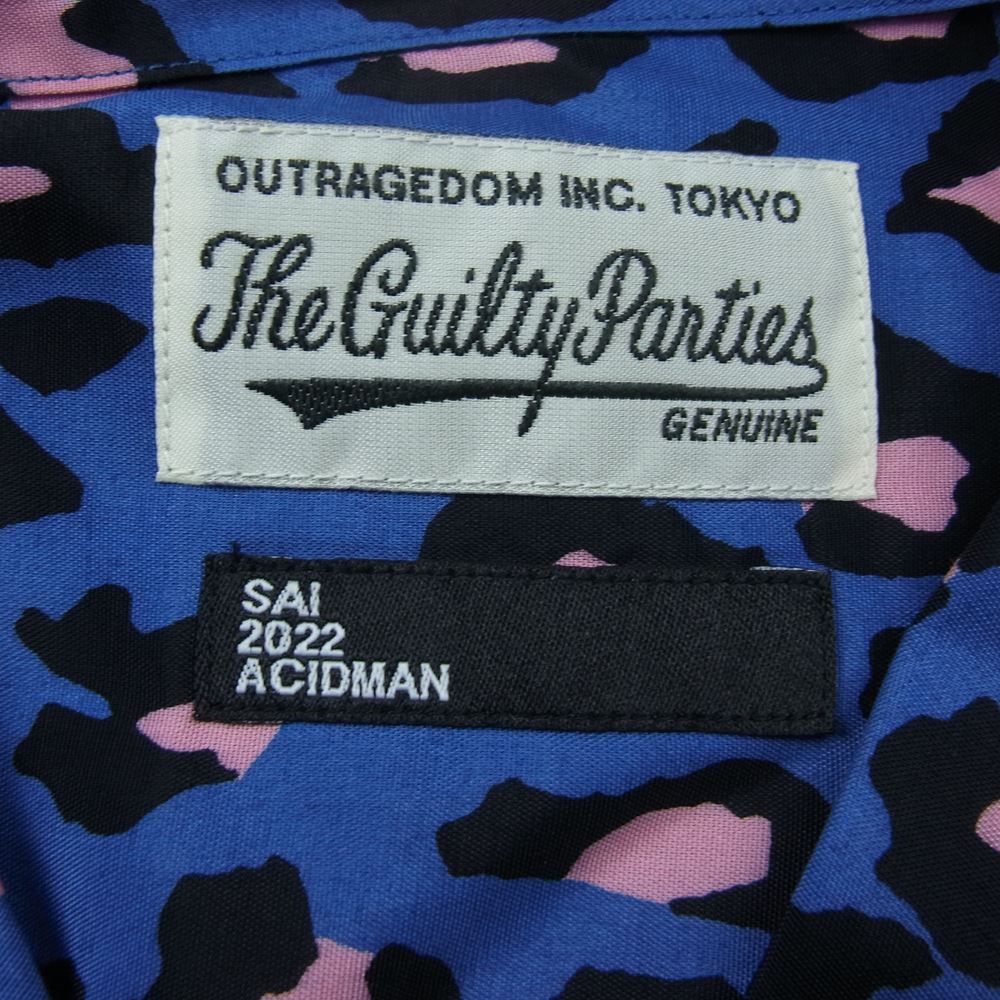 OUTRAGEDOM INC. TOKYO
The Guilty Parties
GENUINE
SAI
2022
ACIDMAN